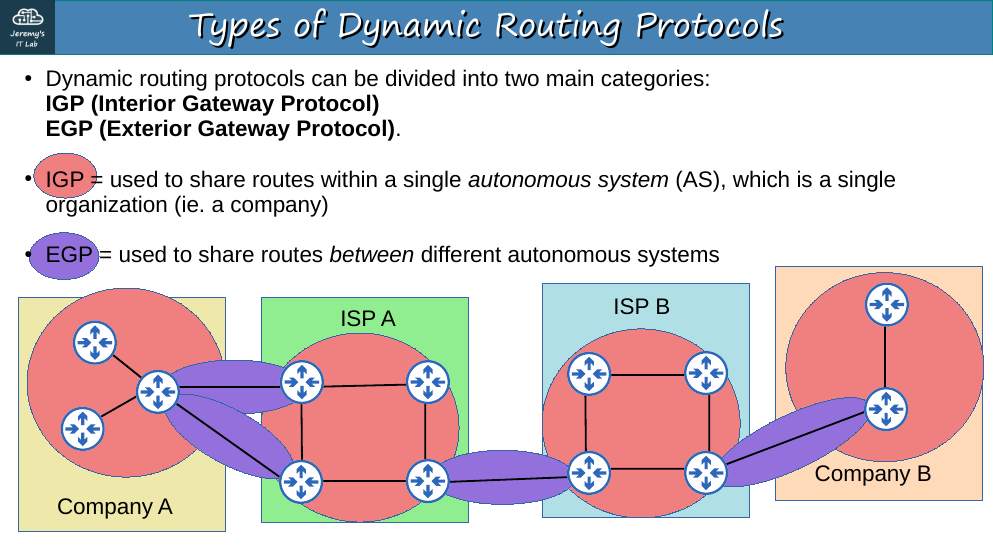 Jeremy's
IT Lab
Types of Dynamic Routing Protocols
• Dynamic routing protocols can be divided into two main categories:
IGP (Interior Gateway Protocol)
EGP (Exterior Gateway Protocol).
• IGP = used to share routes within a single autonomous system (AS), which is a single
organization (ie. a company)
• EGP = used to share routes between different autonomous systems
ISP A
ISP B
Company A
Company B